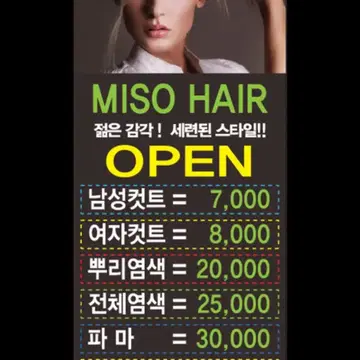 MISO HAIR
젊은 감각! 세련된 스타일!!
OPEN
남성컷트 = 7,000
여자컷트 = 8,000
뿌리염색 = 20,000
전체염색 = 25,000
파 마 = 30,000